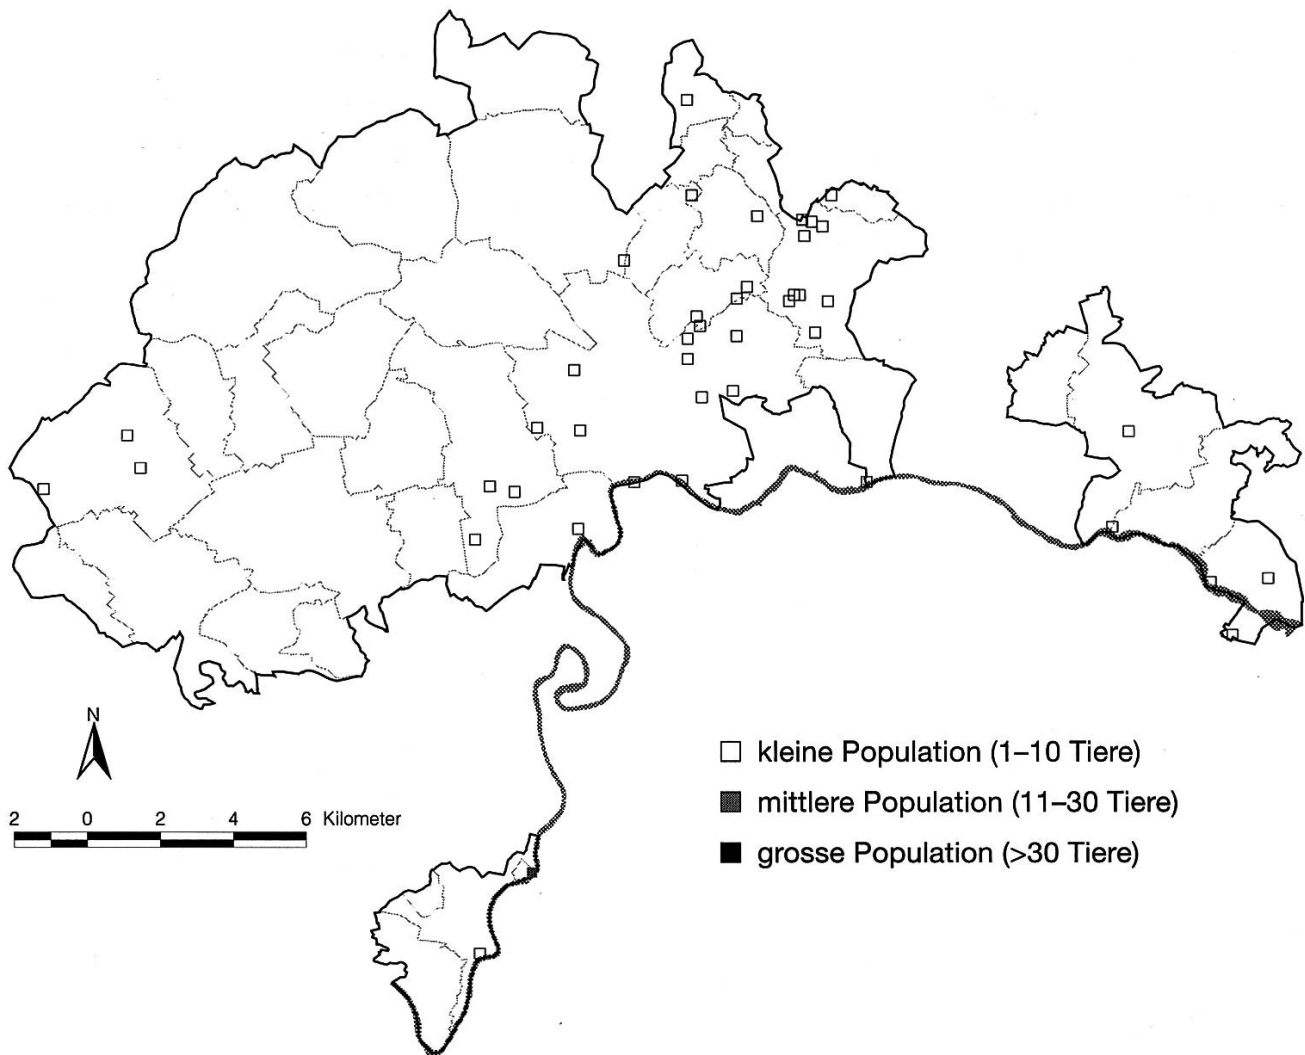 N
2 0 2 4 6 Kilometer
kleine Population (1–10 Tiere)
mittlere Population (11–30 Tiere)
grosse Population (>30 Tiere)